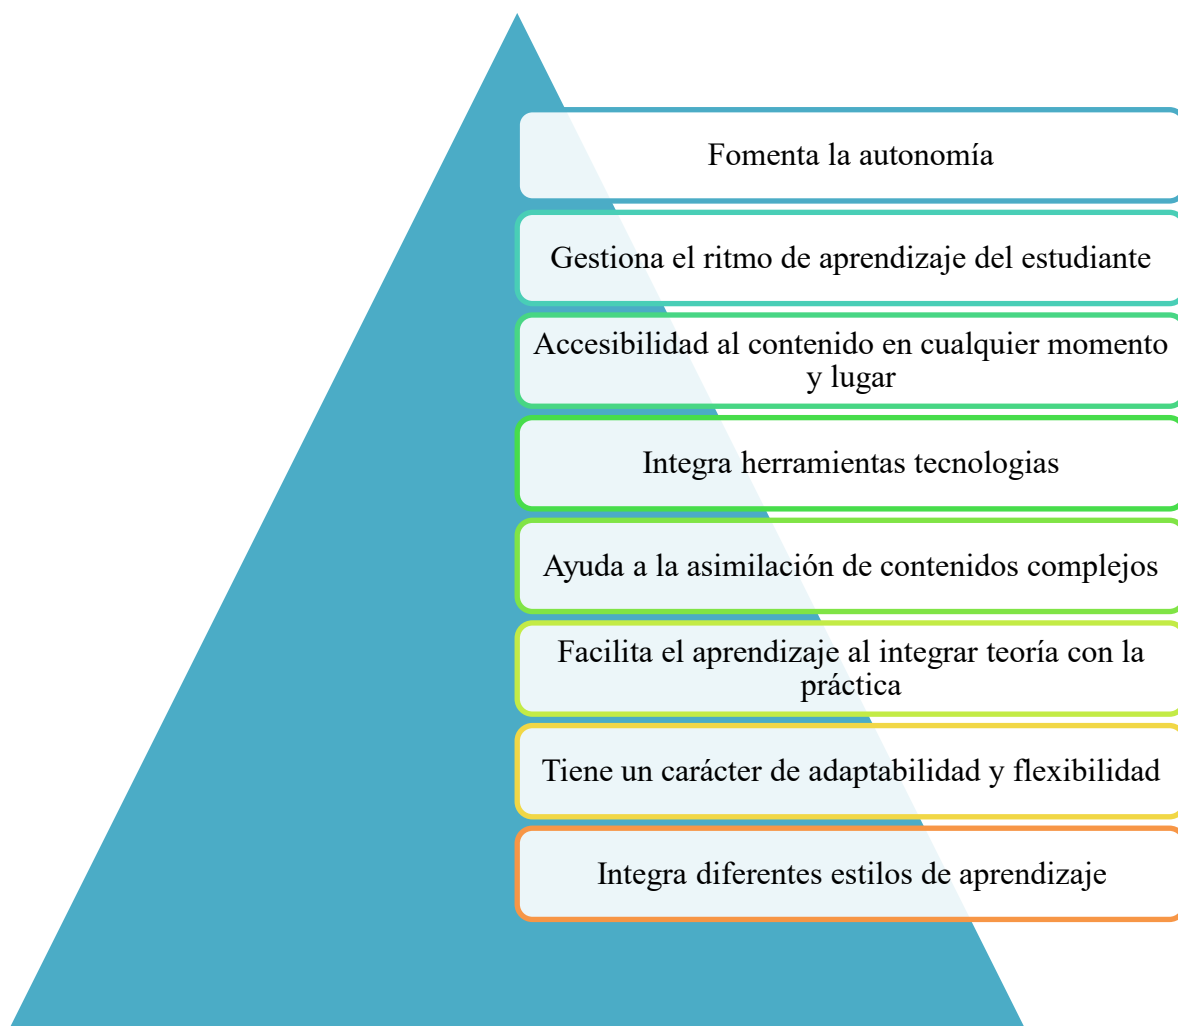 Fomenta la autonomía
Gestiona el ritmo de aprendizaje del estudiante
Accesibilidad al contenido en cualquier momento
y lugar
Integra herramientas tecnologias
Ayuda a la asimilación de contenidos complejos
Facilita el aprendizaje al integrar teoría con la
práctica
Tiene un carácter de adaptabilidad y flexibilidad
Integra diferentes estilos de aprendizaje